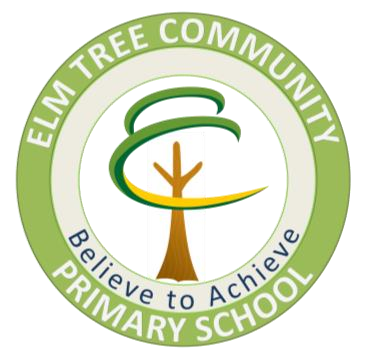 ELM TREE COMMUNITY
Believe to Achieve
PRIMARY SCHOOL